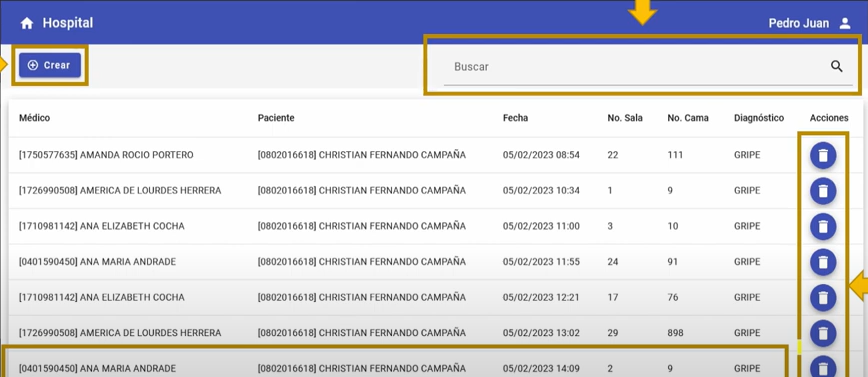 Hospital Pedro Juan
Crear Buscar
Médico Paciente Fecha No. Sala No. Cama Diagnóstico Acciones
[1750577635] AMANDA ROCIO PORTERO [0802016618] CHRISTIAN FERNANDO CAMPAÑA 05/02/2023 08:54 22 111 GRIPE
[1726990508] AMERICA DE LOURDES HERRERA [0802016618] CHRISTIAN FERNANDO CAMPAÑA 05/02/2023 10:34 1 9 GRIPE
[1710981142] ANA ELIZABETH COCHA [0802016618] CHRISTIAN FERNANDO CAMPAÑA 05/02/2023 11:00 3 10 GRIPE
[0401590450] ANA MARIA ANDRADE [0802016618] CHRISTIAN FERNANDO CAMPAÑA 05/02/2023 11:55 24 91 GRIPE
[1710981142] ANA ELIZABETH COCHA [0802016618] CHRISTIAN FERNANDO CAMPAÑA 05/02/2023 12:21 17 76 GRIPE
[1726990508] AMERICA DE LOURDES HERRERA [0802016618] CHRISTIAN FERNANDO CAMPAÑA 05/02/2023 13:02 29 898 GRIPE
[0401590450] ANA MARIA ANDRADE [0802016618] CHRISTIAN FERNANDO CAMPAÑA 05/02/2023 14:09 2 9 GRIPE